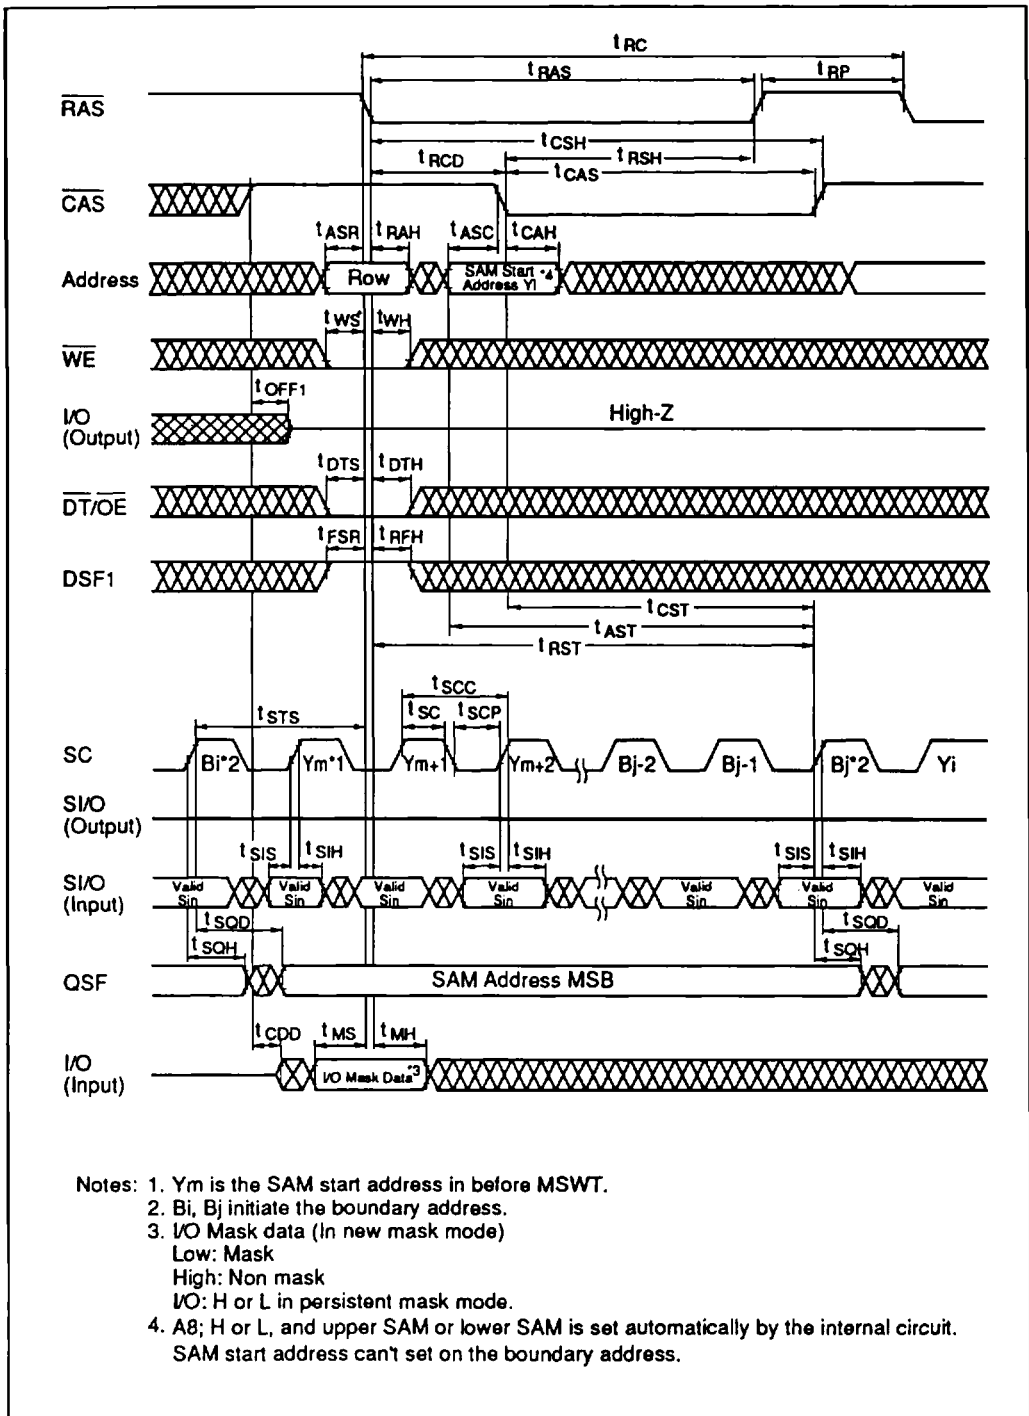 tRC
tRAS
tRP
RAS
tCSH
tRCD
tRSH
tCAS
CAS
tASR
tRAH
tASC
tCAH
Address
Row
SAM Start *4
Address Yi
tWS
tWH
WE
tOFF1
I/O
(Output)
High-Z
tDTS
tDTH
DT/OE
tFSR
tRFH
DSF1
tCST
tAST
tRST
tSCC
tSTS
tSC
tSCP
SC
Bi*2
Ym*1
Ym+1
Ym+2
Bj-2
Bj-1
Bj*2
Yi
SI/O
(Output)
tSIS
tSIH
tSIS
tSIH
tSIS
tSIH
SI/O
(Input)
Valid Sin
Valid Sin
Valid Sin
Valid Sin
Valid Sin
Valid Sin
Valid Sin
tSQD
tSQD
tSQH
tSQH
QSF
SAM Address MSB
tCDD
tMS
tMH
I/O
(Input)
I/O Mask Data*3
Notes: 1. Ym is the SAM start address in before MSWT.
2. Bi, Bj initiate the boundary address.
3. I/O Mask data (In new mask mode)
Low: Mask
High: Non mask
I/O: H or L in persistent mask mode.
4. A8; H or L, and upper SAM or lower SAM is set automatically by the internal circuit.
SAM start address can't set on the boundary address.